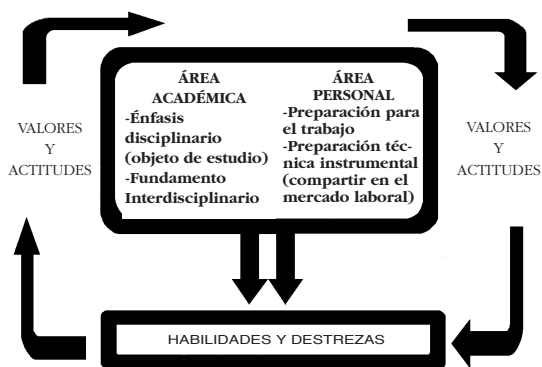 VALORES
Y
ACTITUDES
ÁREA
ACADÉMICA
-Énfasis
disciplinario
(objeto de estudio)
-Fundamento
Interdisciplinario
ÁREA
PERSONAL
-Preparación para
el trabajo
-Preparación téc-
nica instrumental
(compartir en el
mercado laboral)
VALORES
Y
ACTITUDES
HABILIDADES Y DESTREZAS